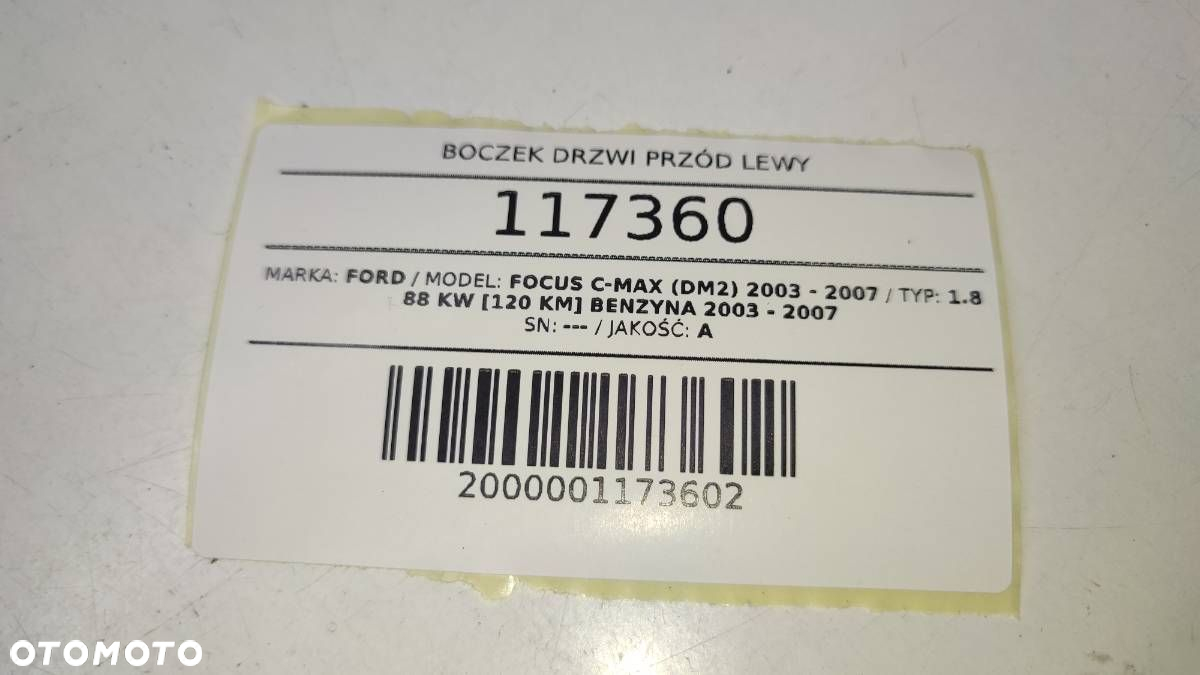 BOCZEK DRZWI PRZÓD LEWY
117360
MARKA: FORD / MODEL: FOCUS C-MAX (DM2) 2003 - 2007 / TYP: 1.8
88 KW [120 KM] BENZYNA 2003 - 2007
SN: --- / JAKOŚĆ: A
2000001173602
OTOMOTO